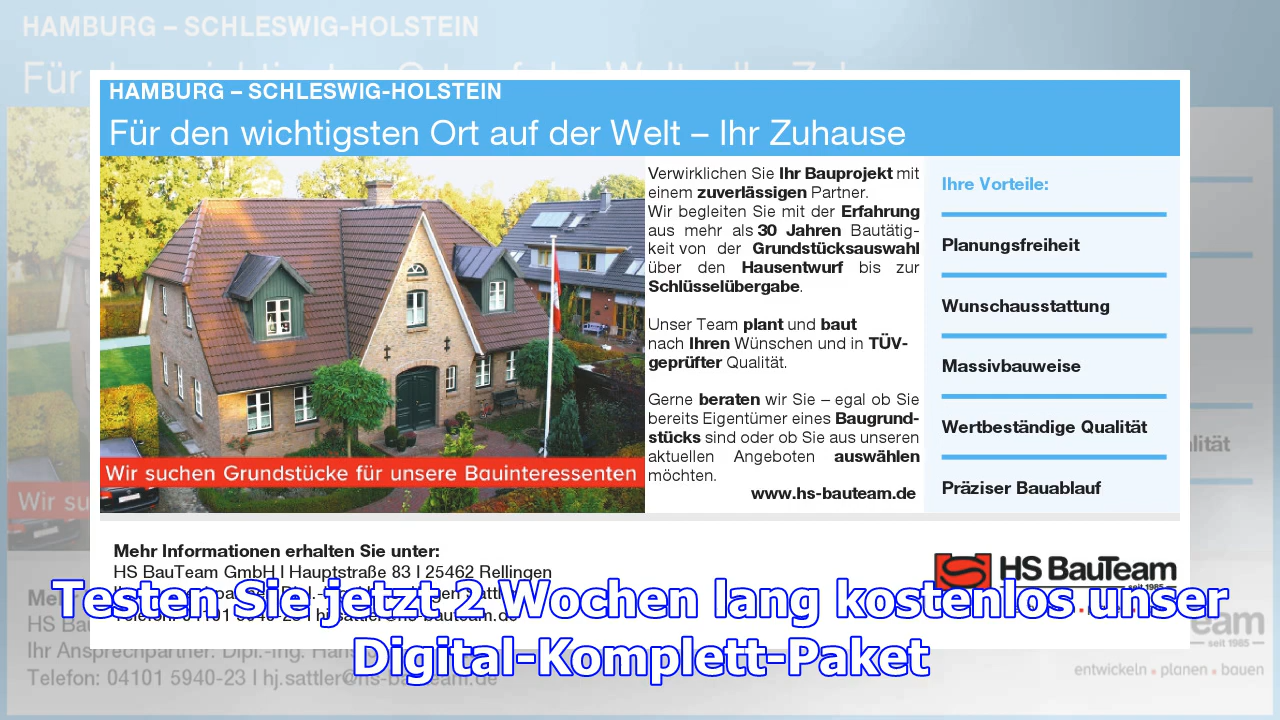 HAMBURG – SCHLESWIG-HOLSTEIN
HAMBURG – SCHLESWIG-HOLSTEIN
Für den wichtigsten Ort auf der Welt – Ihr Zuhause
Verwirklichen Sie Ihr Bauprojekt mit
einem zuverlässigen Partner.
Wir begleiten Sie mit der Erfahrung
aus mehr als 30 Jahren Bautätig-
keit von der Grundstücksauswahl
über den Hausentwurf bis zur
Schlüsselübergabe.
Unser Team plant und baut
nach Ihren Wünschen und in TÜV-
geprüfter Qualität.
Gerne beraten wir Sie – egal ob Sie
bereits Eigentümer eines Baugrund-
stücks sind oder ob Sie aus unseren
aktuellen Angeboten auswählen
möchten.
www.hs-bauteam.de
Ihre Vorteile:
Planungsfreiheit
Wunschausstattung
Massivbauweise
Wertbeständige Qualität
Präziser Bauablauf
Wir suchen Grundstücke für unsere Bauinteressenten
Mehr Informationen erhalten Sie unter:
HS BauTeam GmbH I Hauptstraße 83 I 25462 Rellingen
HS BauTeam
seit 1985
Testen Sie jetzt 2 Wochen lang kostenlos unser
Digital-Komplett-Paket
Ihr Ansprechpartner: Dipl.-Ing.
Telefon: 04101 5940-23 I hj.sattler@hs-bauteam.de
seit 1985
entwickeln planen bauen